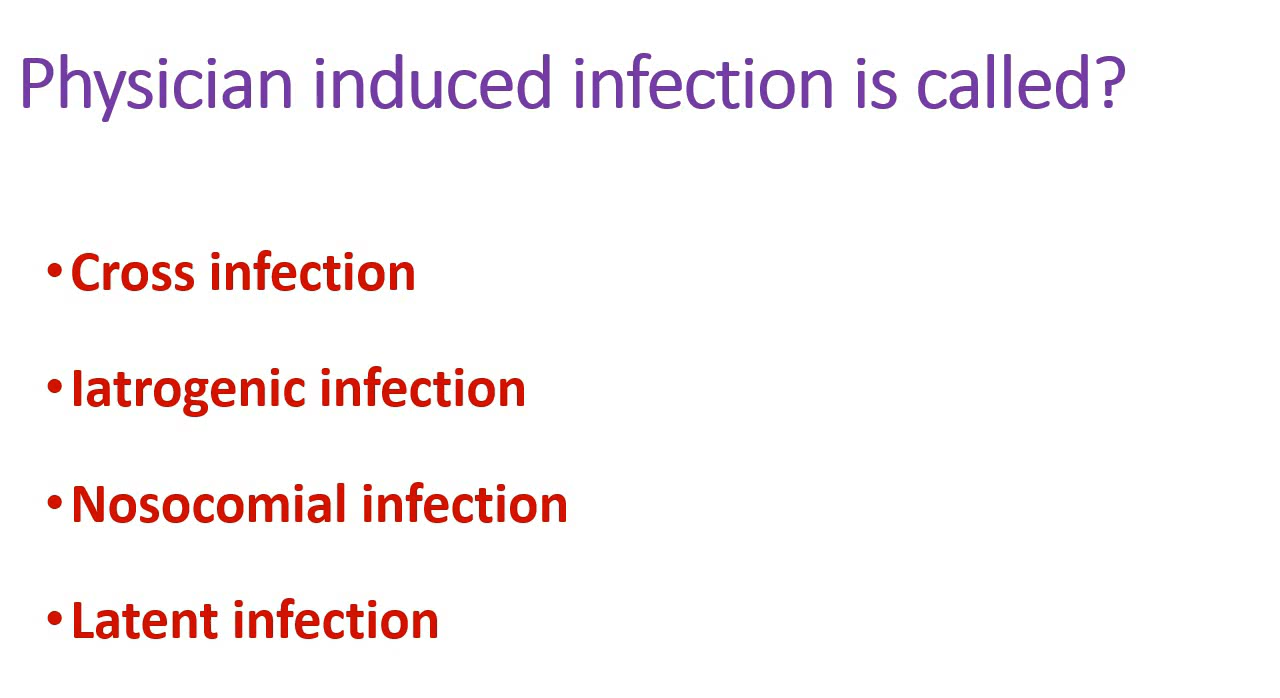 Physician induced infection is called?
•Cross infection
•Iatrogenic infection
•Nosocomial infection
•Latent infection